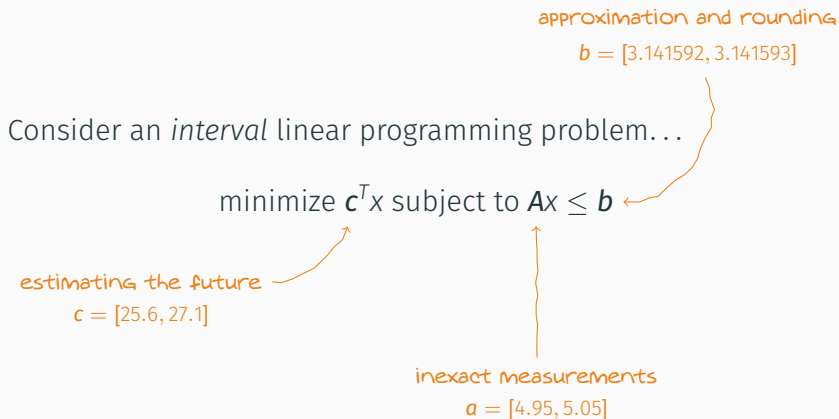 approximation and rounding
b = [3.141592, 3.141593]
Consider an interval linear programming problem...
minimize cᵀx subject to Ax ≤ b
estimating the future
c = [25.6, 27.1]
inexact measurements
a = [4.95, 5.05]